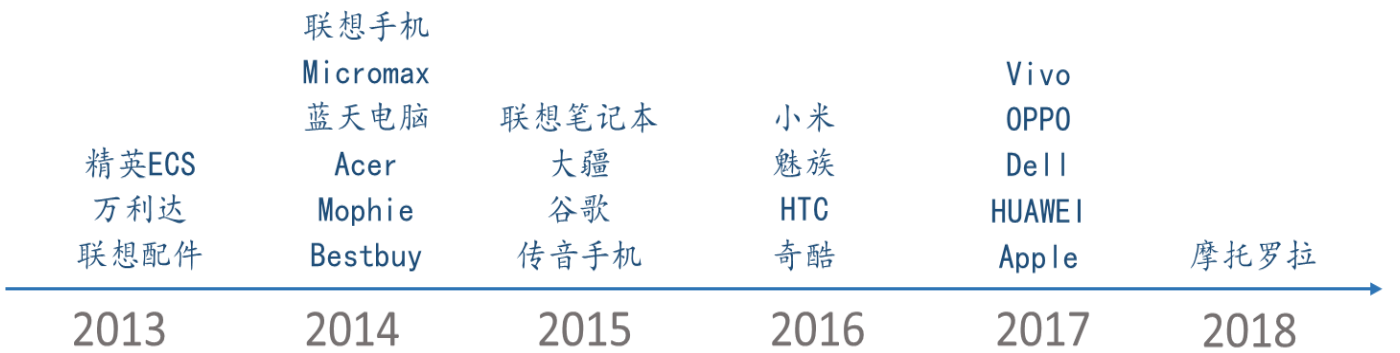 联想手机
Micromax
蓝天电脑
Acer
Mophie
Bestbuy
精英ECS
万利达
联想配件
联想笔记本
大疆
谷歌
传音手机
小米
魅族
HTC
奇酷
Vivo
OPPO
Dell
HUAWEI
Apple
摩托罗拉
2013
2014
2015
2016
2017
2018